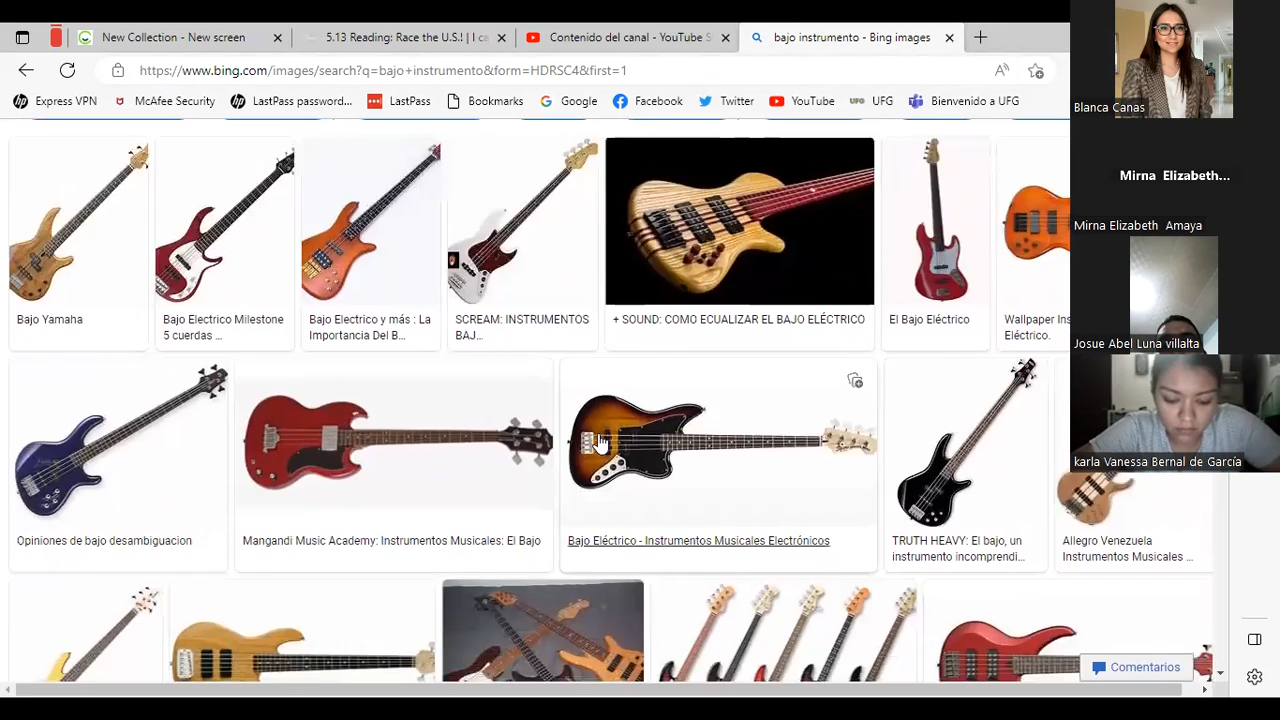 New Collection - New screen
5.13 Reading: Race the U.S.! | ca
Contenido del canal - YouTube S
bajo instrumento - Bing images
https://www.bing.com/images/search?q=bajo+instrumento&form=HDRSC4&first=1
Express VPN
McAfee Security
LastPass password...
LastPass
Bookmarks
Google
Facebook
Twitter
YouTube
UFG
UFG
Bienvenido a UFG
Bajo Yamaha
Bajo Electrico Milestone
5 cuerdas ...
Bajo Electrico y más : La
Importancia Del B...
SCREAM: INSTRUMENTOS
BAJ...
+ SOUND: COMO ECUALIZAR EL BAJO ELÉCTRICO
El Bajo Eléctrico
Wallpaper Ins
Eléctrico.
Opiniones de bajo desambiguacion
Mangandi Music Academy: Instrumentos Musicales: El Bajo
Bajo Eléctrico - Instrumentos Musicales Electrónicos
TRUTH HEAVY: El bajo, un
instrumento incomprendi...
Allegro Venezuela
Instrumentos Musicales ...
Comentarios
Blanca Canas
Mirna Elizabeth...
Mirna Elizabeth Amaya
Josue Abel Luna villalta
karla Vanessa Bernal de García